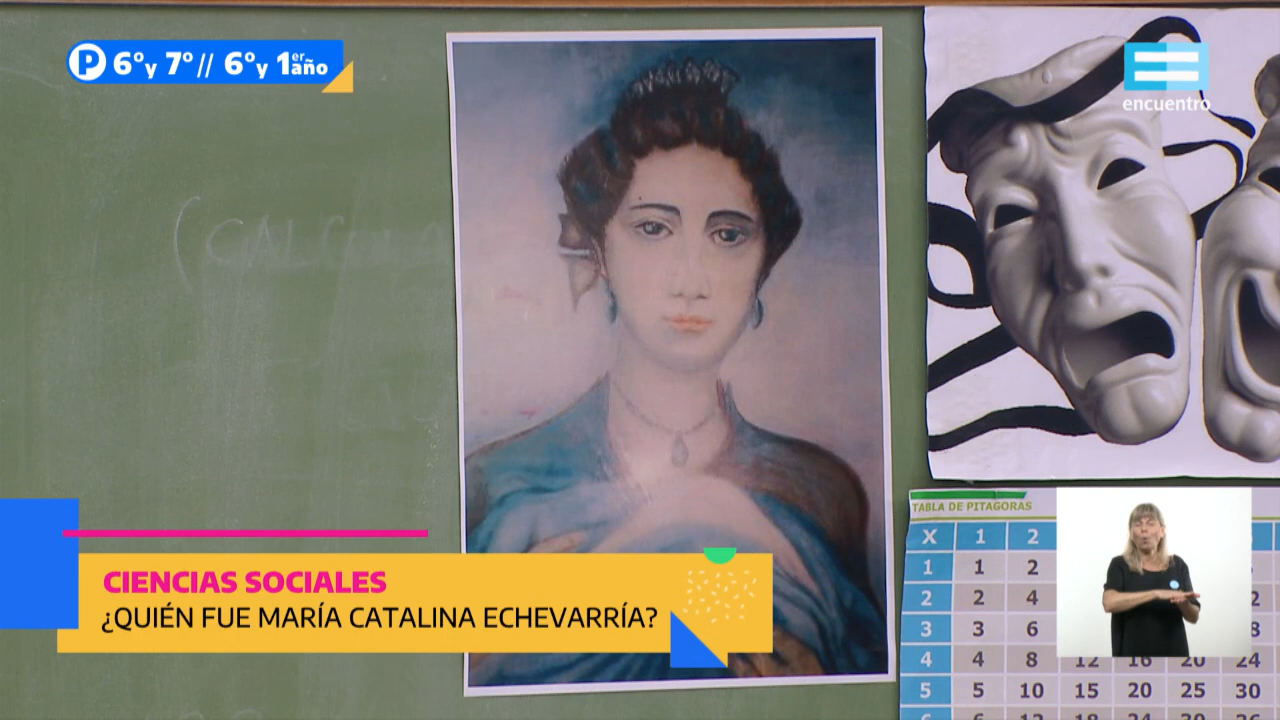 P 6º y 7º // 6º y 1er año
encuentro
(CALCULA
TABLA DE PITAGORAS
X 1 2
1 1 2
2 2 4
3 3 6
4 4 8 12 16 20 24
5 5 10 15 20 25 30
CIENCIAS SOCIALES
¿QUIÉN FUE MARÍA CATALINA ECHEVARRÍA?